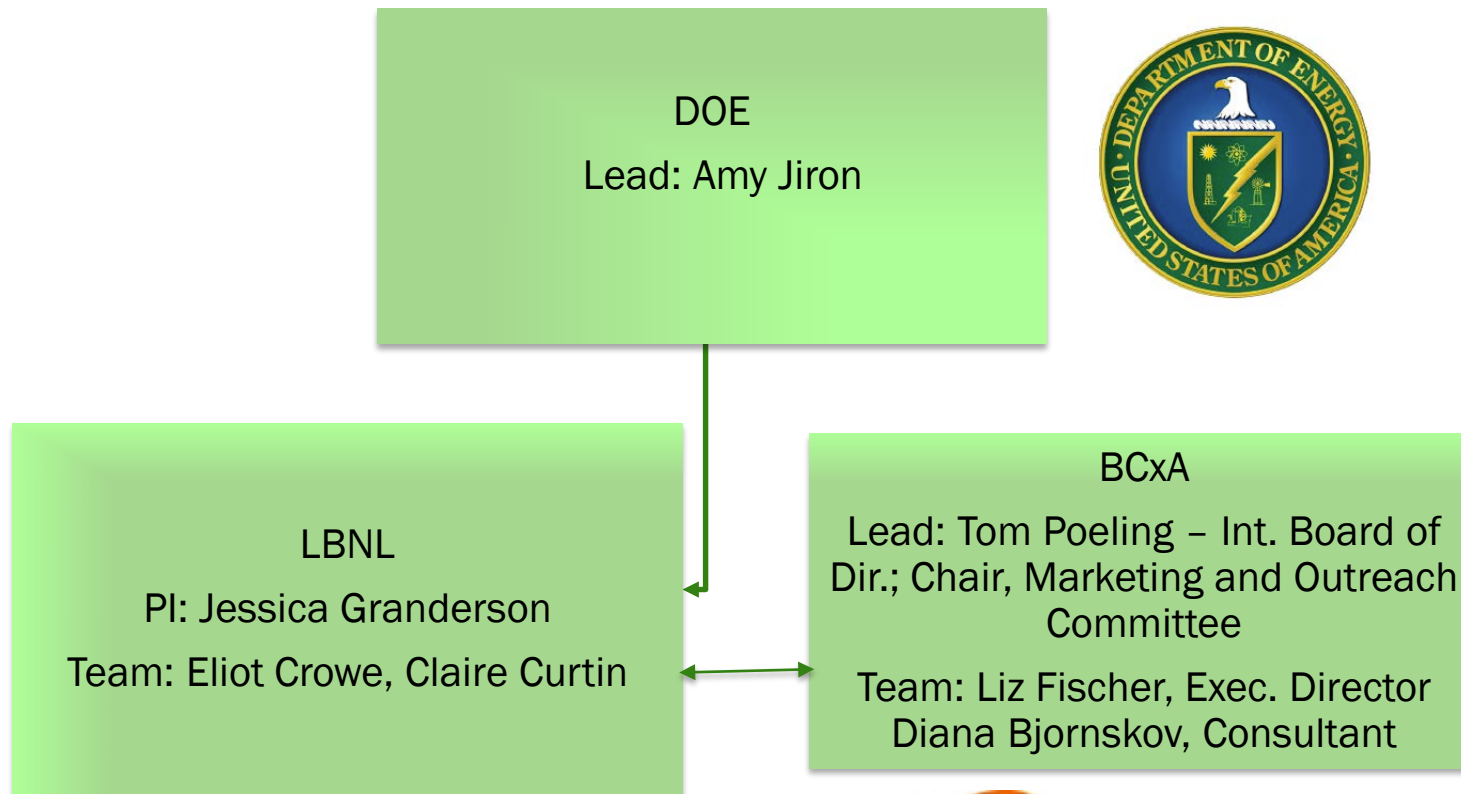 DOE
Lead: Amy Jiron
DEPARTMENT OF ENERGY
UNITED STATES OF AMERICA
LBNL
PI: Jessica Granderson
Team: Eliot Crowe, Claire Curtin
BCxA
Lead: Tom Poeling – Int. Board of
Dir.; Chair, Marketing and Outreach
Committee
Team: Liz Fischer, Exec. Director
Diana Bjornskov, Consultant